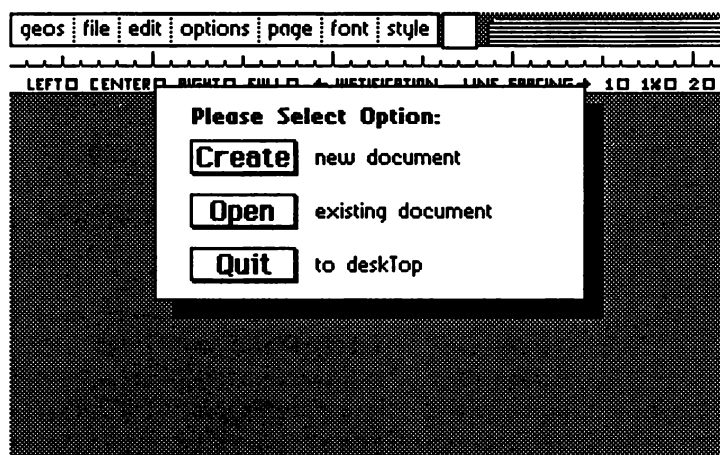 geos file edit options page font style
LEFT CENTER RIGHT FULL ← JUSTIFICATION LINE SPACING → 1 1½ 2
Please Select Option:
Create new document
Open existing document
Quit to deskTop